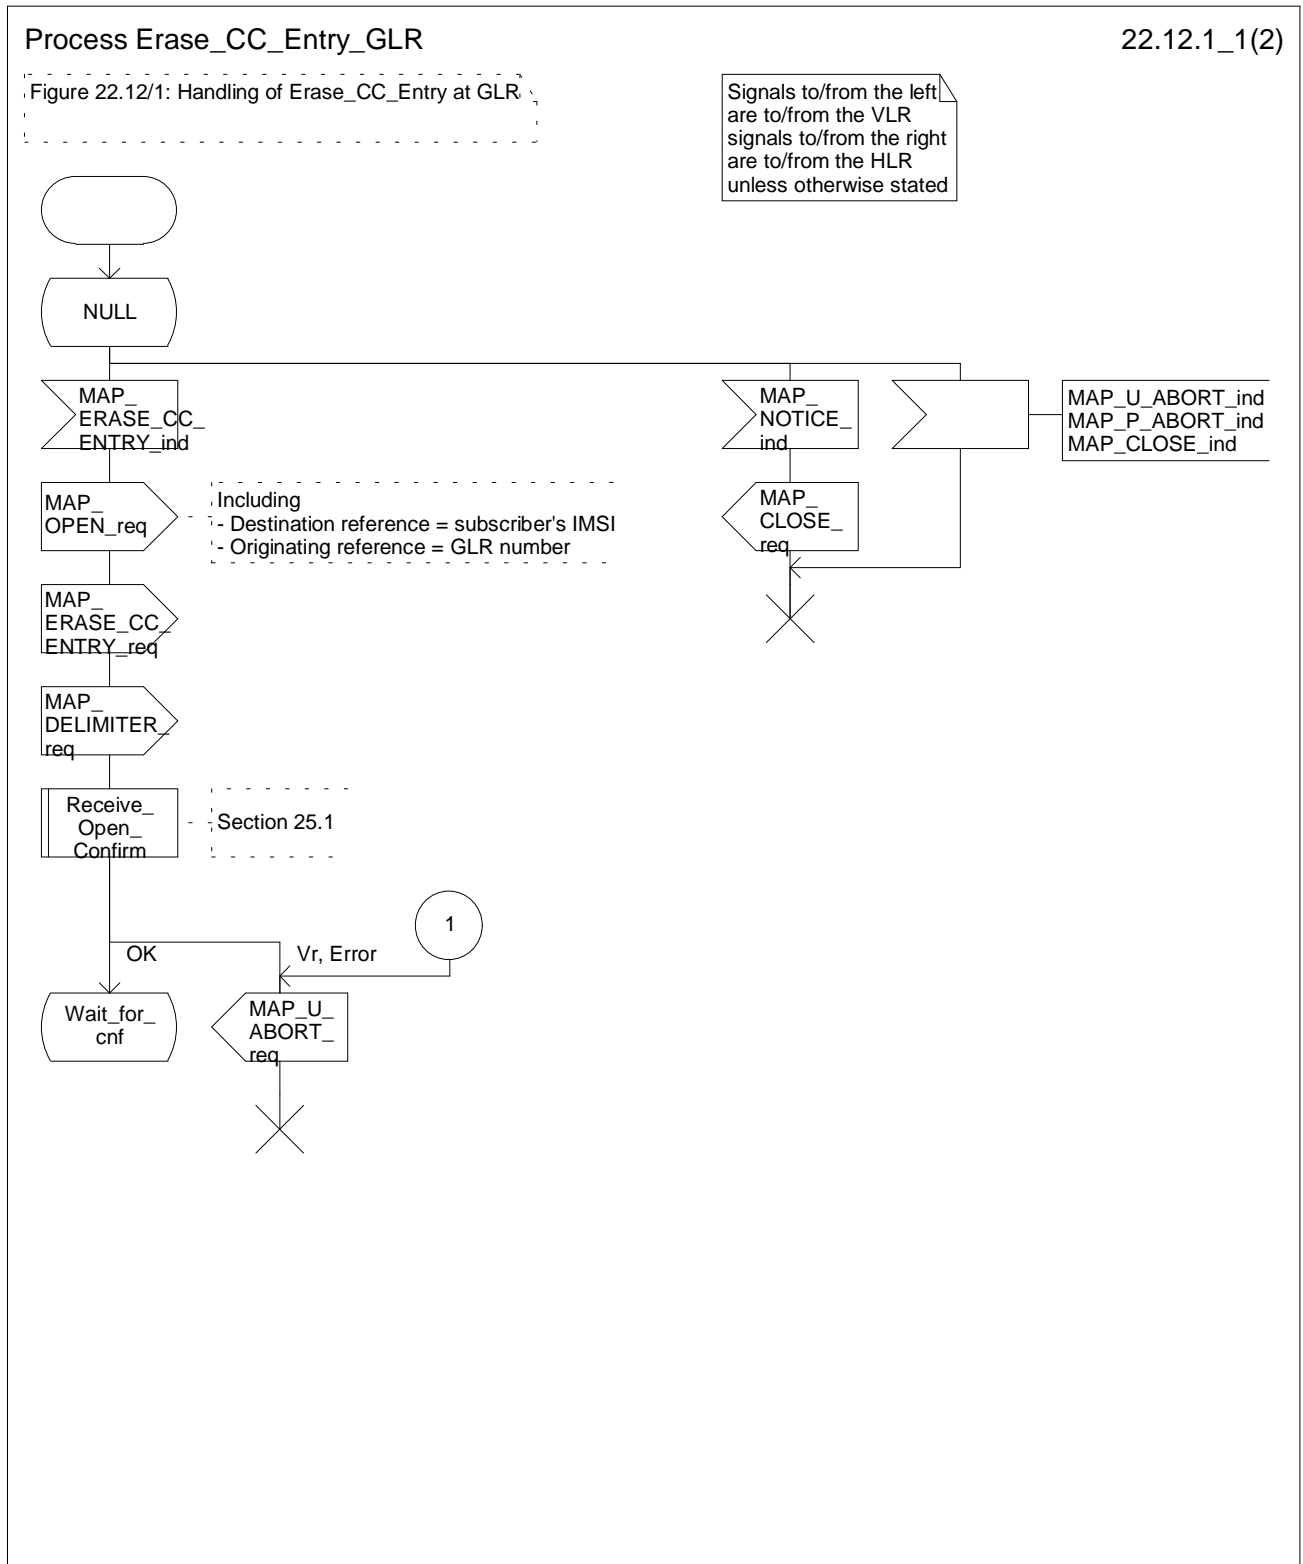 Process Erase_CC_Entry_GLR
22.12.1_1(2)
Figure 22.12/1: Handling of Erase_CC_Entry at GLR
Signals to/from the left
are to/from the VLR
signals to/from the right
are to/from the HLR
unless otherwise stated
NULL
MAP_
ERASE_CC_
ENTRY_ind
MAP_
NOTICE_
ind
MAP_U_ABORT_ind
MAP_P_ABORT_ind
MAP_CLOSE_ind
MAP_
OPEN_req
Including
- Destination reference = subscriber's IMSI
- Originating reference = GLR number
MAP_
CLOSE_
req
MAP_
ERASE_CC_
ENTRY_req
MAP_
DELIMITER_
req
Receive_
Open_
Confirm
Section 25.1
1
OK
Vr, Error
Wait_for_
cnf
MAP_U_
ABORT_
req